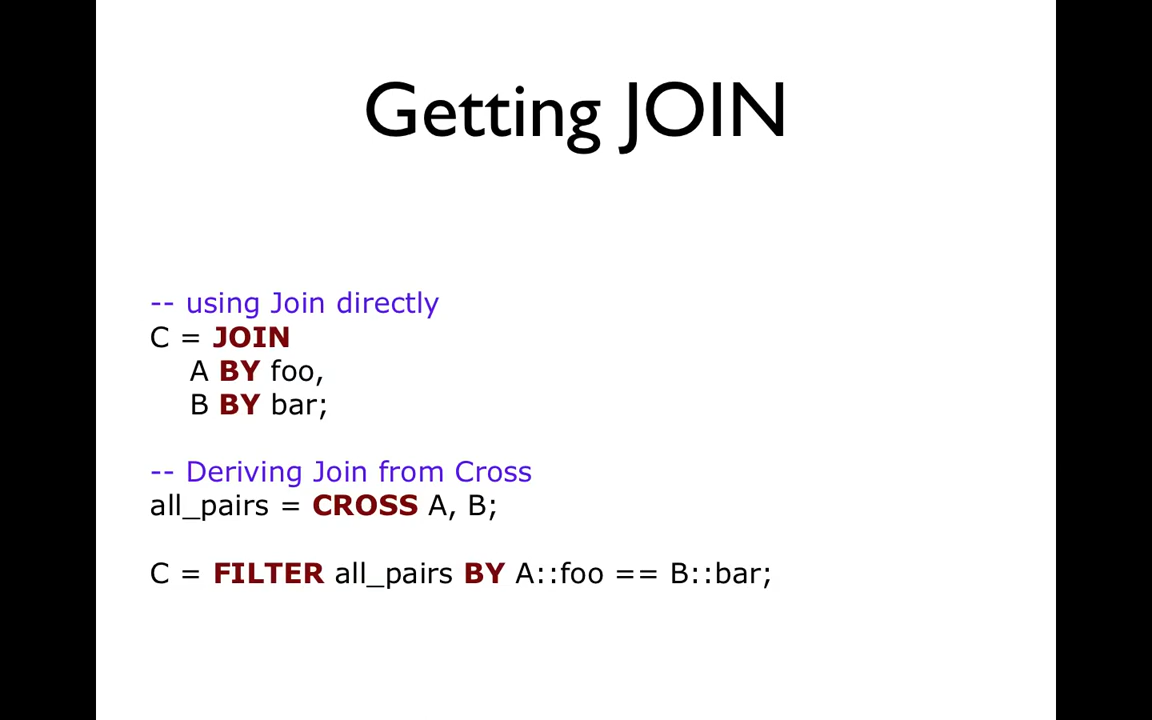 Getting JOIN
-- using Join directly
C = JOIN
A BY foo,
B BY bar;
-- Deriving Join from Cross
all_pairs = CROSS A, B;
C = FILTER all_pairs BY A::foo == B::bar;